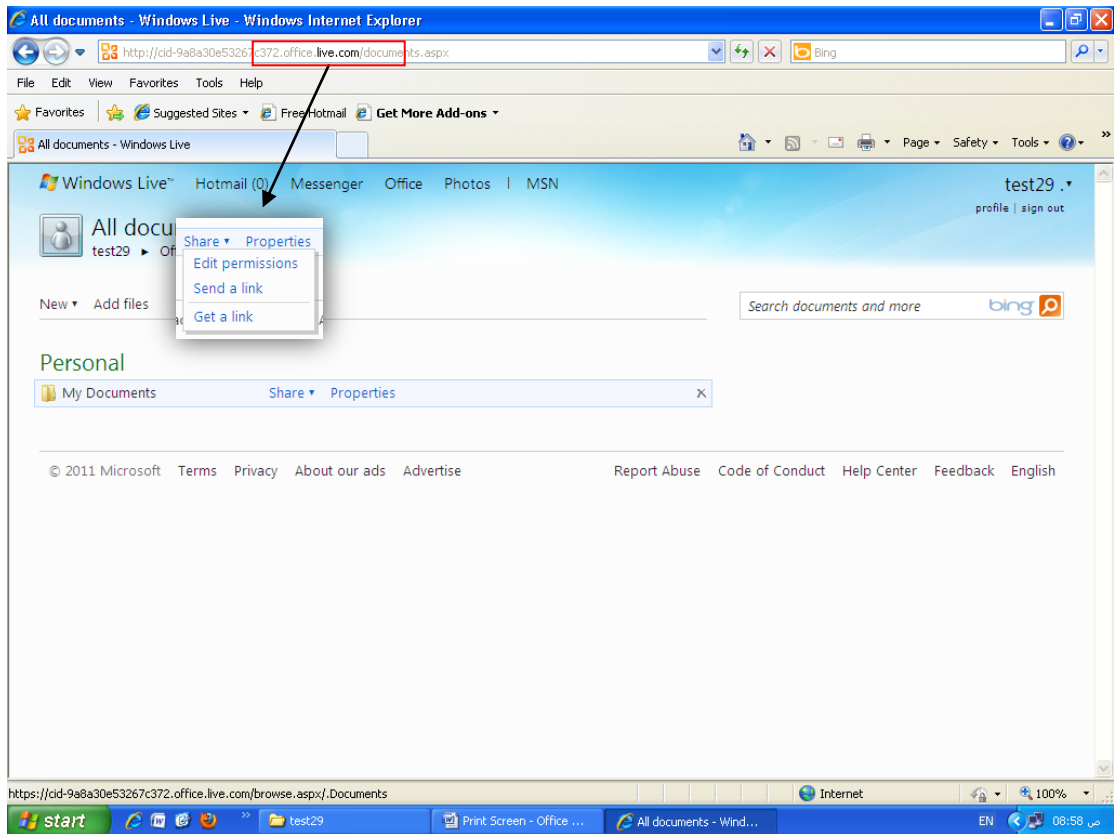 All documents - Windows Live - Windows Internet Explorer
http://cid-9a8a30e53267c372.office.live.com/documents.aspx Bing
File Edit View Favorites Tools Help
Favorites Suggested Sites Free Hotmail Get More Add-ons
All documents - Windows Live Page Safety Tools »
Windows Live™ Hotmail (0) Messenger Office Photos | MSN test29 .
profile | sign out
All docu
test29 ► Of
Share Properties
Edit permissions
Send a link
Get a link
New Add files Search documents and more bing
Personal
My Documents Share Properties
© 2011 Microsoft Terms Privacy About our ads Advertise Report Abuse Code of Conduct Help Center Feedback English
https://cid-9a8a30e53267c372.office.live.com/browse.aspx/.Documents Internet 100%
start » test29 Print Screen - Office ... All documents - Wind... EN 08:58 ص